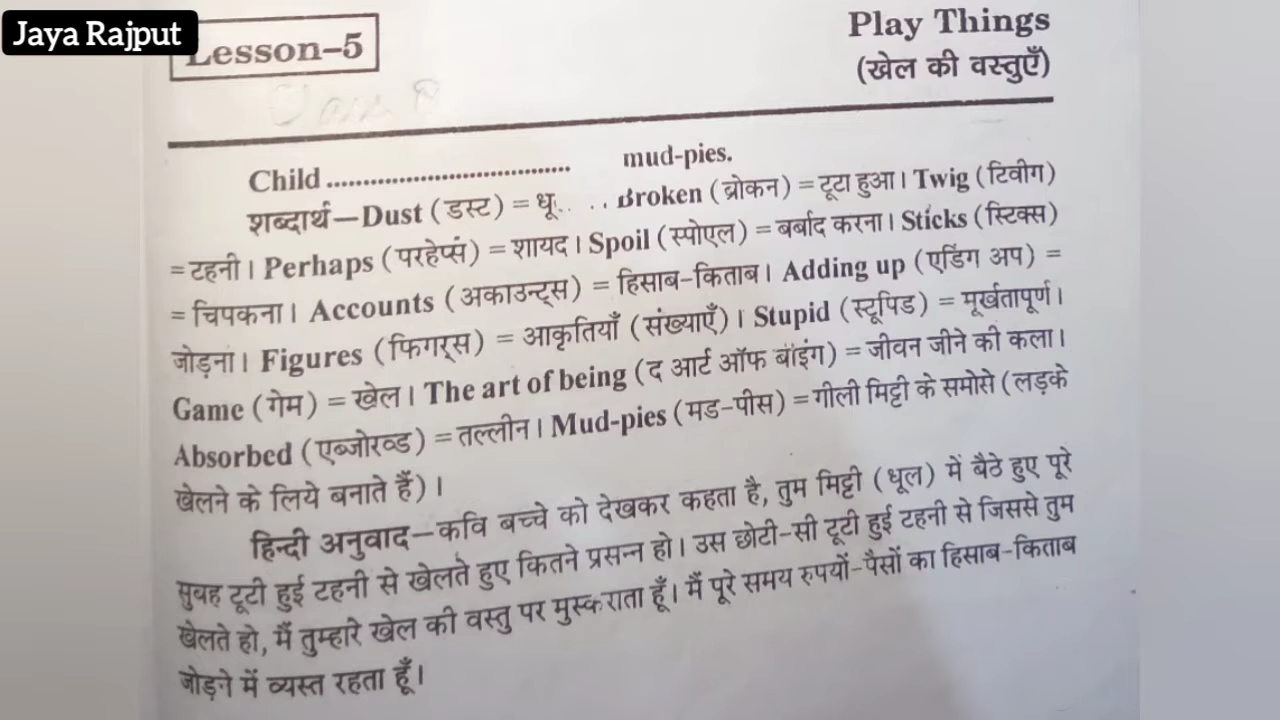 Jaya Rajput
Lesson–5
Play Things
(खेल की वस्तुएँ)
Child ................................. mud-pies.
शब्दार्थ—Dust (डस्ट) = Broken (ब्रोकन) = टूटा हुआ। Twig (टिवीग)
= टहनी। Perhaps (परहेप्सं) = शायद। Spoil (स्पोएल) = बर्बाद करना। Sticks (स्टिक्स)
= चिपकना। Accounts (अकाउन्ट्स) = हिसाब-किताब। Adding up (एडिंग अप) =
जोड़ना। Figures (फिगर्स) = आकृतियाँ (संख्याएँ)। Stupid (स्टूपिड) = मूर्खतापूर्ण।
Game (गेम) = खेल। The art of being (द आर्ट ऑफ बॉइंग) = जीवन जीने की कला।
Absorbed (एब्जोरव्ड) = तल्लीन। Mud-pies (मड-पीस) = गीली मिट्टी के समोसे (लड़के
खेलने के लिये बनाते हैं)।
हिन्दी अनुवाद—कवि बच्चे को देखकर कहता है, तुम मिट्टी (धूल) में बैठे हुए पूरे
सुवह टूटी हुई टहनी से खेलते हुए कितने प्रसन्न हो। उस छोटी-सी टूटी हुई टहनी से जिससे तुम
खेलते हो, मैं तुम्हारे खेल की वस्तु पर मुस्कराता हूँ। मैं पूरे समय रुपयों-पैसों का हिसाब-किताब
जोड़ने में व्यस्त रहता हूँ।